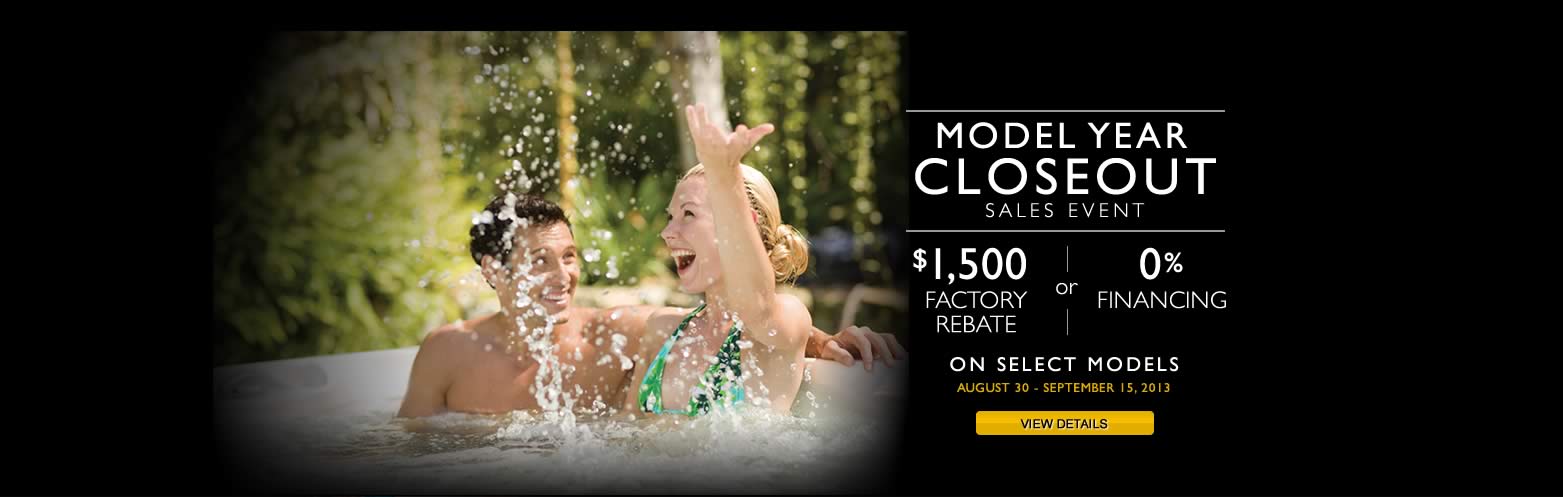 MODEL YEAR
CLOSEOUT
SALES EVENT
$1,500
FACTORY
REBATE
or
0%
FINANCING
ON SELECT MODELS
AUGUST 30 - SEPTEMBER 15, 2013
VIEW DETAILS